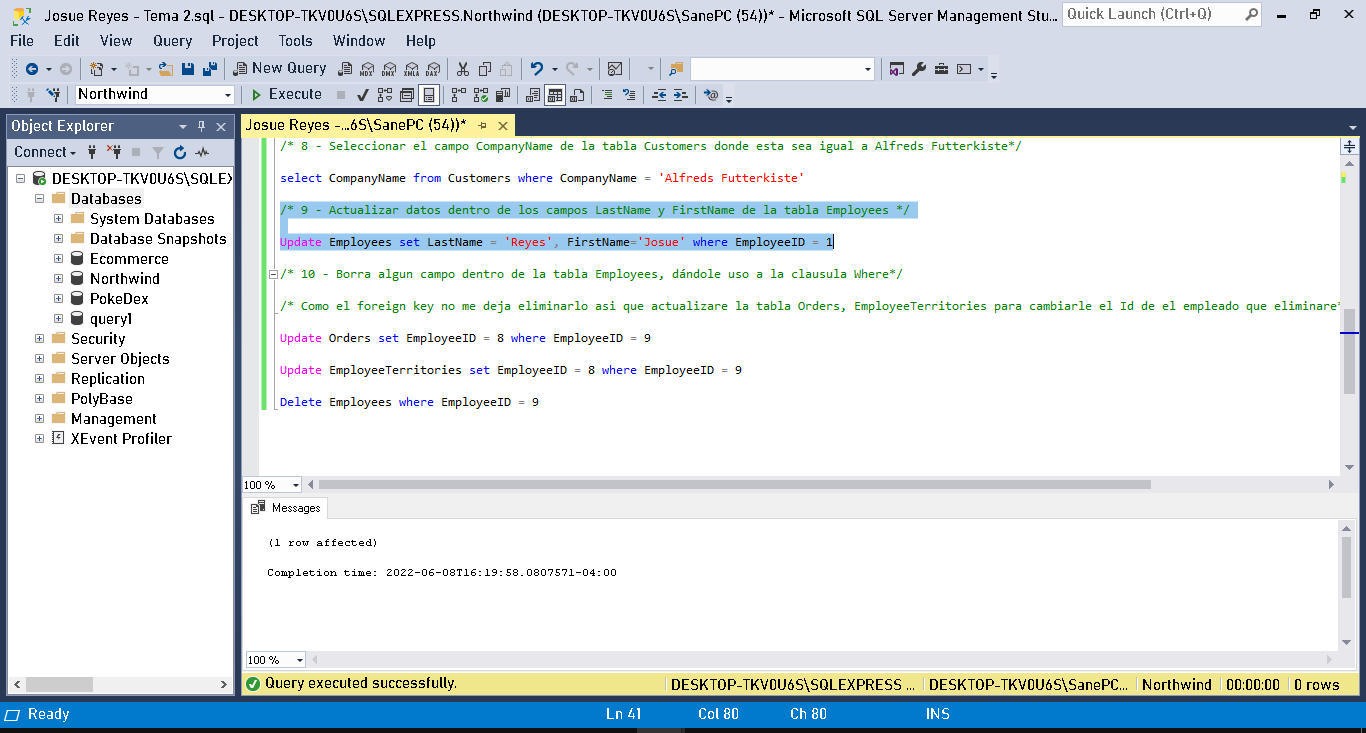 Josue Reyes - Tema 2.sql - DESKTOP-TKV0U6S\SQLEXPRESS.Northwind (DESKTOP-TKV0U6S\SanePC (54))* - Microsoft SQL Server Management Stu...
Quick Launch (Ctrl+Q)
File Edit View Query Project Tools Window Help
New Query
MDX DMX XMLA DAX
Northwind
Execute
Object Explorer
Connect
DESKTOP-TKV0U6S\SQLEX
Databases
System Databases
Database Snapshots
Ecommerce
Northwind
PokeDex
query1
Security
Server Objects
Replication
PolyBase
Management
XEvent Profiler
Josue Reyes -...6S\SanePC (54))*
/* 8 - Seleccionar el campo CompanyName de la tabla Customers donde esta sea igual a Alfreds Futterkiste*/
select CompanyName from Customers where CompanyName = 'Alfreds Futterkiste'
/* 9 - Actualizar datos dentro de los campos LastName y FirstName de la tabla Employees */
Update Employees set LastName = 'Reyes', FirstName='Josue' where EmployeeID = 1
/* 10 - Borra algun campo dentro de la tabla Employees, dándole uso a la clausula Where*/
/* Como el foreign key no me deja eliminarlo asi que actualizare la tabla Orders, EmployeeTerritories para cambiarle el Id de el empleado que eliminare*
Update Orders set EmployeeID = 8 where EmployeeID = 9
Update EmployeeTerritories set EmployeeID = 8 where EmployeeID = 9
Delete Employees where EmployeeID = 9
100 %
Messages
(1 row affected)
Completion time: 2022-06-08T16:19:58.0807571-04:00
100 %
Query executed successfully.
DESKTOP-TKV0U6S\SQLEXPRESS ... DESKTOP-TKV0U6S\SanePC... Northwind 00:00:00 0 rows
Ready
Ln 41 Col 80 Ch 80 INS